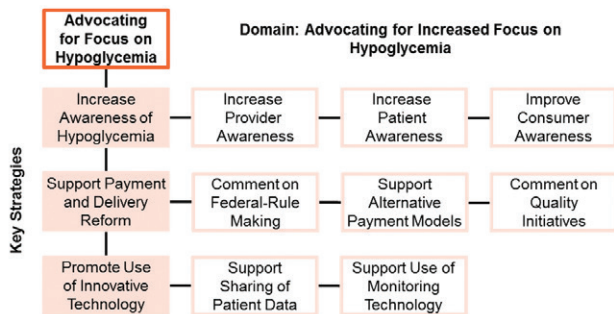 Advocating
for Focus on
Hypoglycemia
Domain: Advocating for Increased Focus on
Hypoglycemia
Key Strategies
Increase
Awareness of
Hypoglycemia
Increase
Provider
Awareness
Increase
Patient
Awareness
Improve
Consumer
Awareness
Support Payment
and Delivery
Reform
Comment on
Federal-Rule
Making
Support
Alternative
Payment Models
Comment on
Quality
Initiatives
Promote Use
of Innovative
Technology
Support
Sharing of
Patient Data
Support Use of
Monitoring
Technology